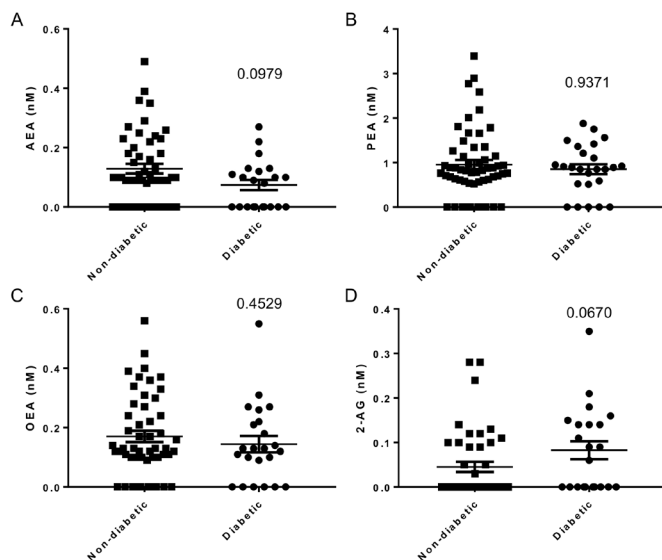 A
0.6
0.4
0.2
0.0
AEA (nM)
0.0979
Non-diabetic
Diabetic
B
4
3
2
1
0
PEA (nM)
0.9371
Non-diabetic
Diabetic
C
0.6
0.4
0.2
0.0
OEA (nM)
0.4529
Non-diabetic
Diabetic
D
0.4
0.3
0.2
0.1
0.0
2-AG (nM)
0.0670
Non-diabetic
Diabetic